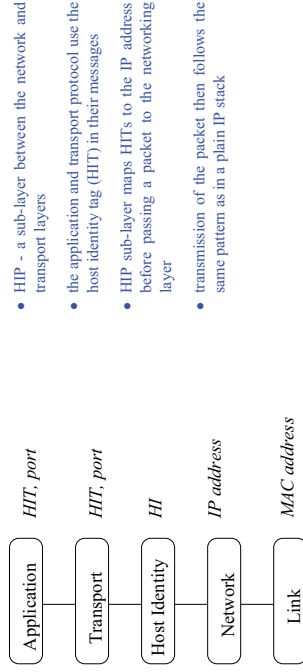 Application
HIT, port
Transport
HIT, port
Host Identity
HI
Network
IP address
Link
MAC address
• HIP - a sub-layer between the network and
transport layers
• the application and transport protocol use the
host identity tag (HIT) in their messages
• HIP sub-layer maps HITs to the IP address
before passing a packet to the networking
layer
• transmission of the packet then follows the
same pattern as in a plain IP stack